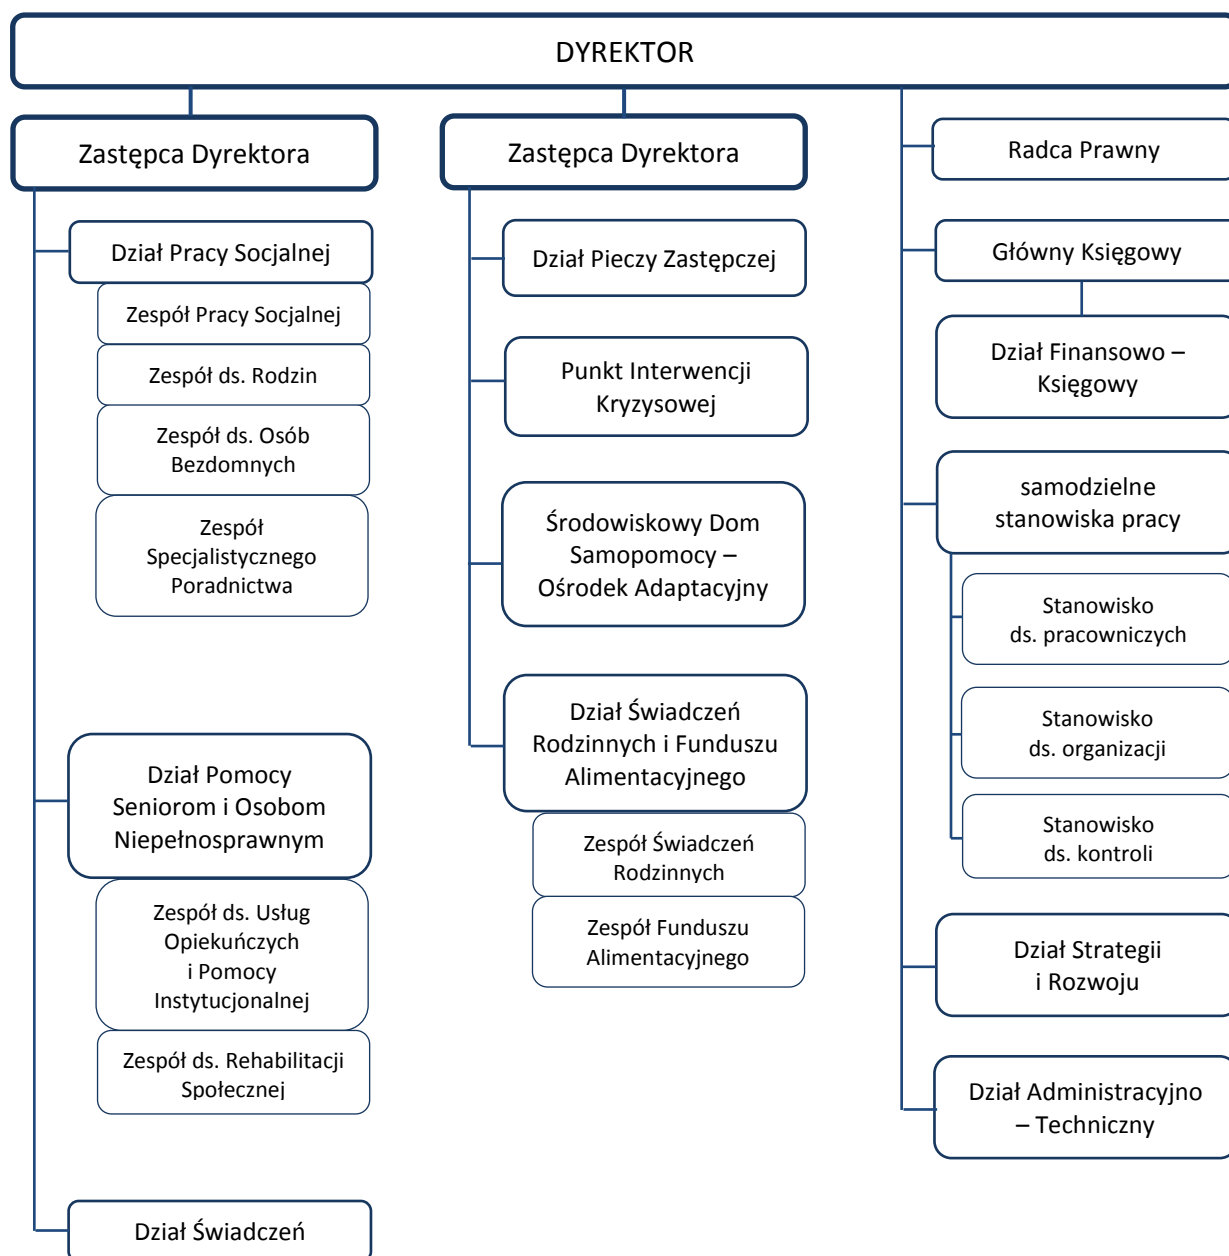 DYREKTOR
Zastępca Dyrektora
Dział Pracy Socjalnej
Zespół Pracy Socjalnej
Zespół ds. Rodzin
Zespół ds. Osób
Bezdomnych
Zespół
Specjalistycznego
Poradnictwa
Dział Pomocy
Seniorom i Osobom
Niepełnosprawnym
Zespół ds. Usług
Opiekuńczych
i Pomocy
Instytucjonalnej
Zespół ds. Rehabilitacji
Społecznej
Dział Świadczeń
Zastępca Dyrektora
Dział Pieczy Zastępczej
Punkt Interwencji
Kryzysowej
Środowiskowy Dom
Samopomocy –
Ośrodek Adaptacyjny
Dział Świadczeń
Rodzinnych i Funduszu
Alimentacyjnego
Zespół Świadczeń
Rodzinnych
Zespół Funduszu
Alimentacyjnego
Radca Prawny
Główny Księgowy
Dział Finansowo –
Księgowy
samodzielne
stanowiska pracy
Stanowisko
ds. pracowniczych
Stanowisko
ds. organizacji
Stanowisko
ds. kontroli
Dział Strategii
i Rozwoju
Dział Administracyjno
– Techniczny